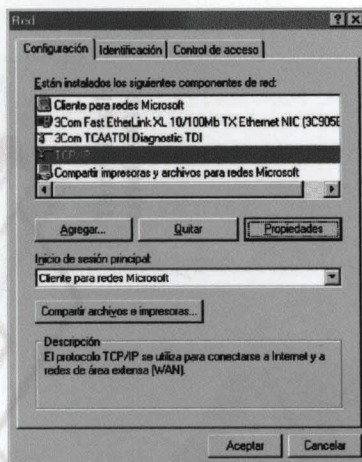 Red
Configuración Identificación Control de acceso
Están instalados los siguientes componentes de red:
Cliente para redes Microsoft
3Com Fast EtherLink XL 10/100Mb TX Ethernet NIC (3C905B
3Com TCAATDI Diagnostic TDI
TCP/IP
Compartir impresoras y archivos para redes Microsoft
Agregar... Quitar Propiedades
Inicio de sesión principal:
Cliente para redes Microsoft
Compartir archivos e impresoras...
Descripción
El protocolo TCP/IP se utiliza para conectarse a Internet y a
redes de área extensa (WAN).
Aceptar Cancelar